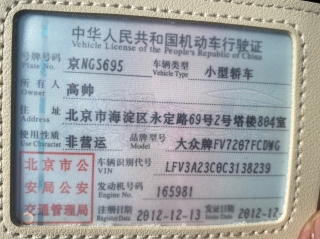 中华人民共和国机动车行驶证
Vehicle License of the People's Republic of China
号牌号码 京NG5695 车辆类型 小型轿车
Plate No. Vehicle Type
所有人 高帅
Owner
住址 北京市海淀区永定路69号2号塔楼804室
Address
使用性质 非营运 品牌型号 大众牌FV7207FCDWG
Use Character Model
北京市公安局公安交通管理局
车辆识别代号 LFV3A23C0C3138239
VIN
发动机号码 165981
Engine No.
注册日期 2012-12-13 发证日期 2012-12-
Register Date Issue Date